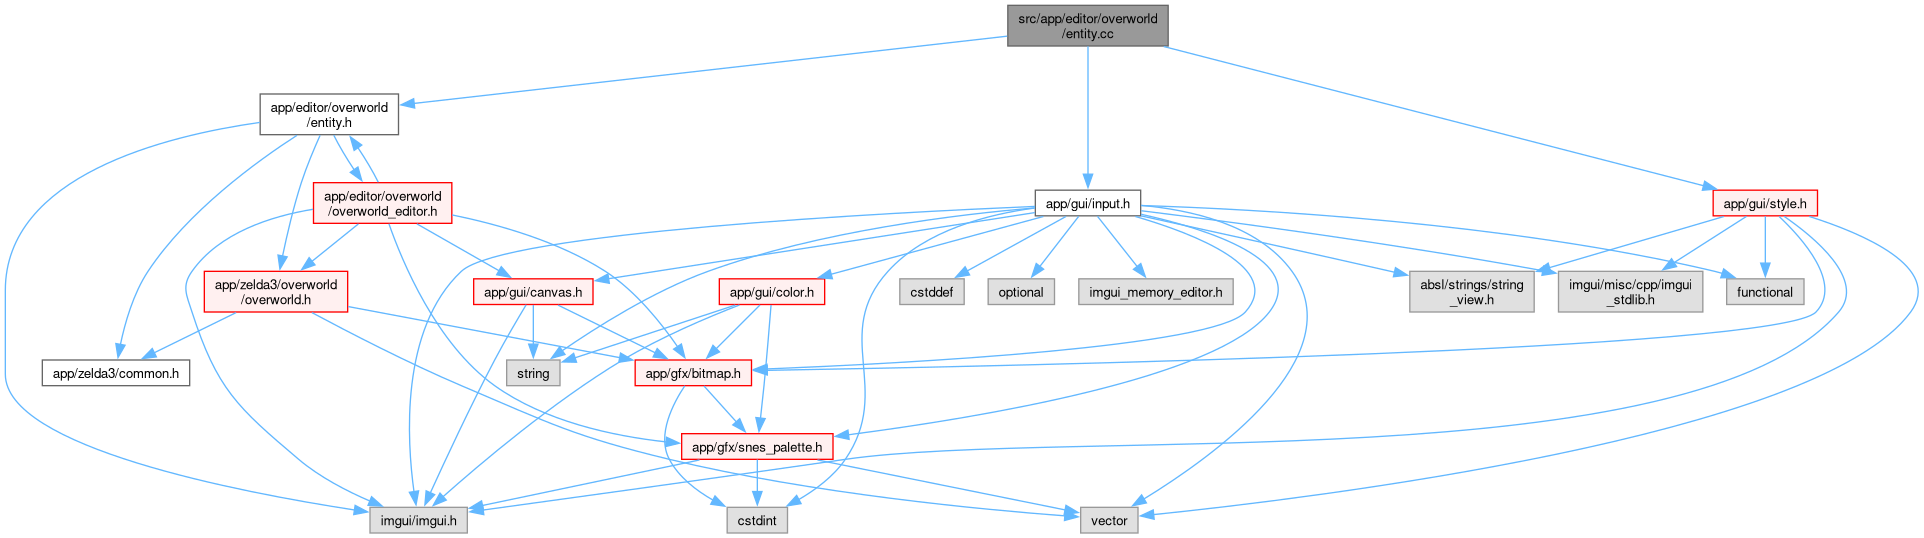 src/app/editor/overworld
/entity.cc
app/editor/overworld
/entity.h
app/editor/overworld
/overworld_editor.h
app/gui/input.h
app/gui/style.h
app/zelda3/overworld
/overworld.h
app/gui/canvas.h
app/gui/color.h
cstddef
optional
imgui_memory_editor.h
absl/strings/string
_view.h
imgui/misc/cpp/imgui
_stdlib.h
functional
app/zelda3/common.h
string
app/gfx/bitmap.h
app/gfx/snes_palette.h
imgui/imgui.h
cstdint
vector